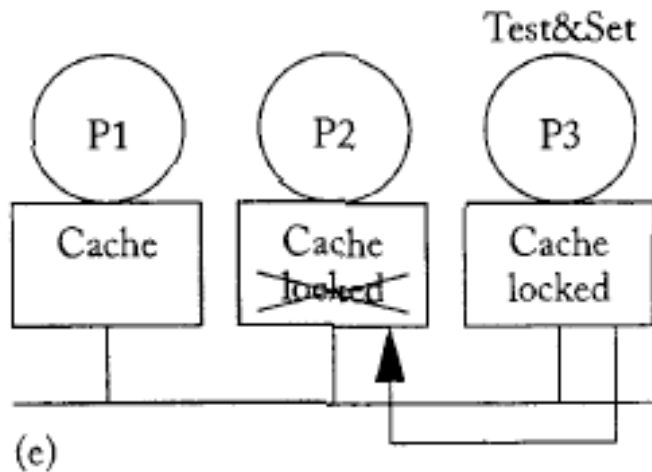 Test&Set
P1
P2
P3
Cache
Cache
locked
Cache
locked
(e)